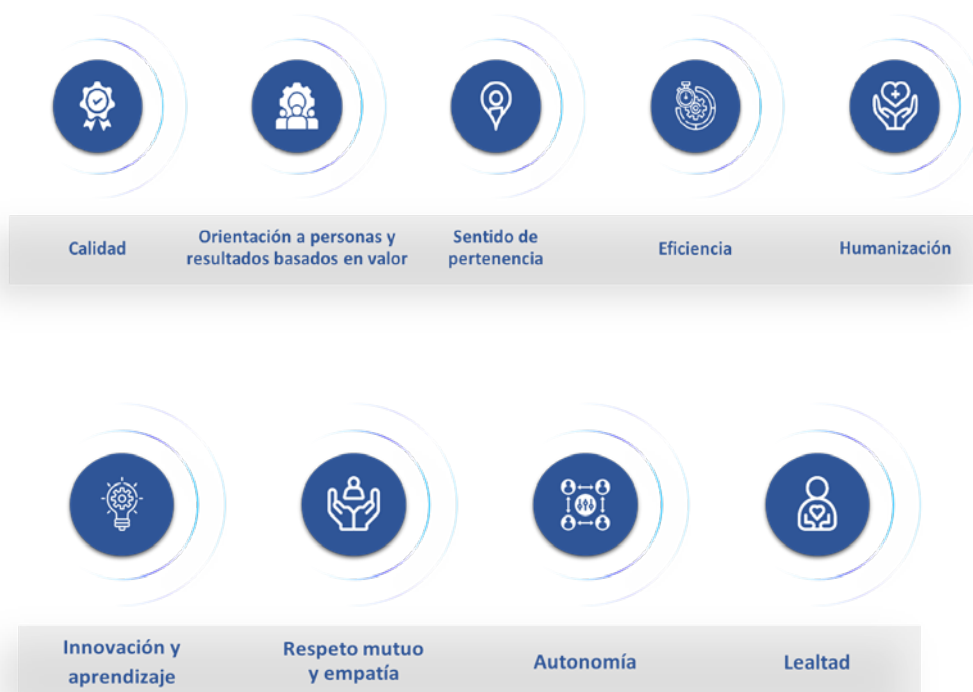 Calidad
Orientación a personas y
resultados basados en valor
Sentido de
pertenencia
Eficiencia
Humanización
Innovación y
aprendizaje
Respeto mutuo
y empatía
Autonomía
Lealtad